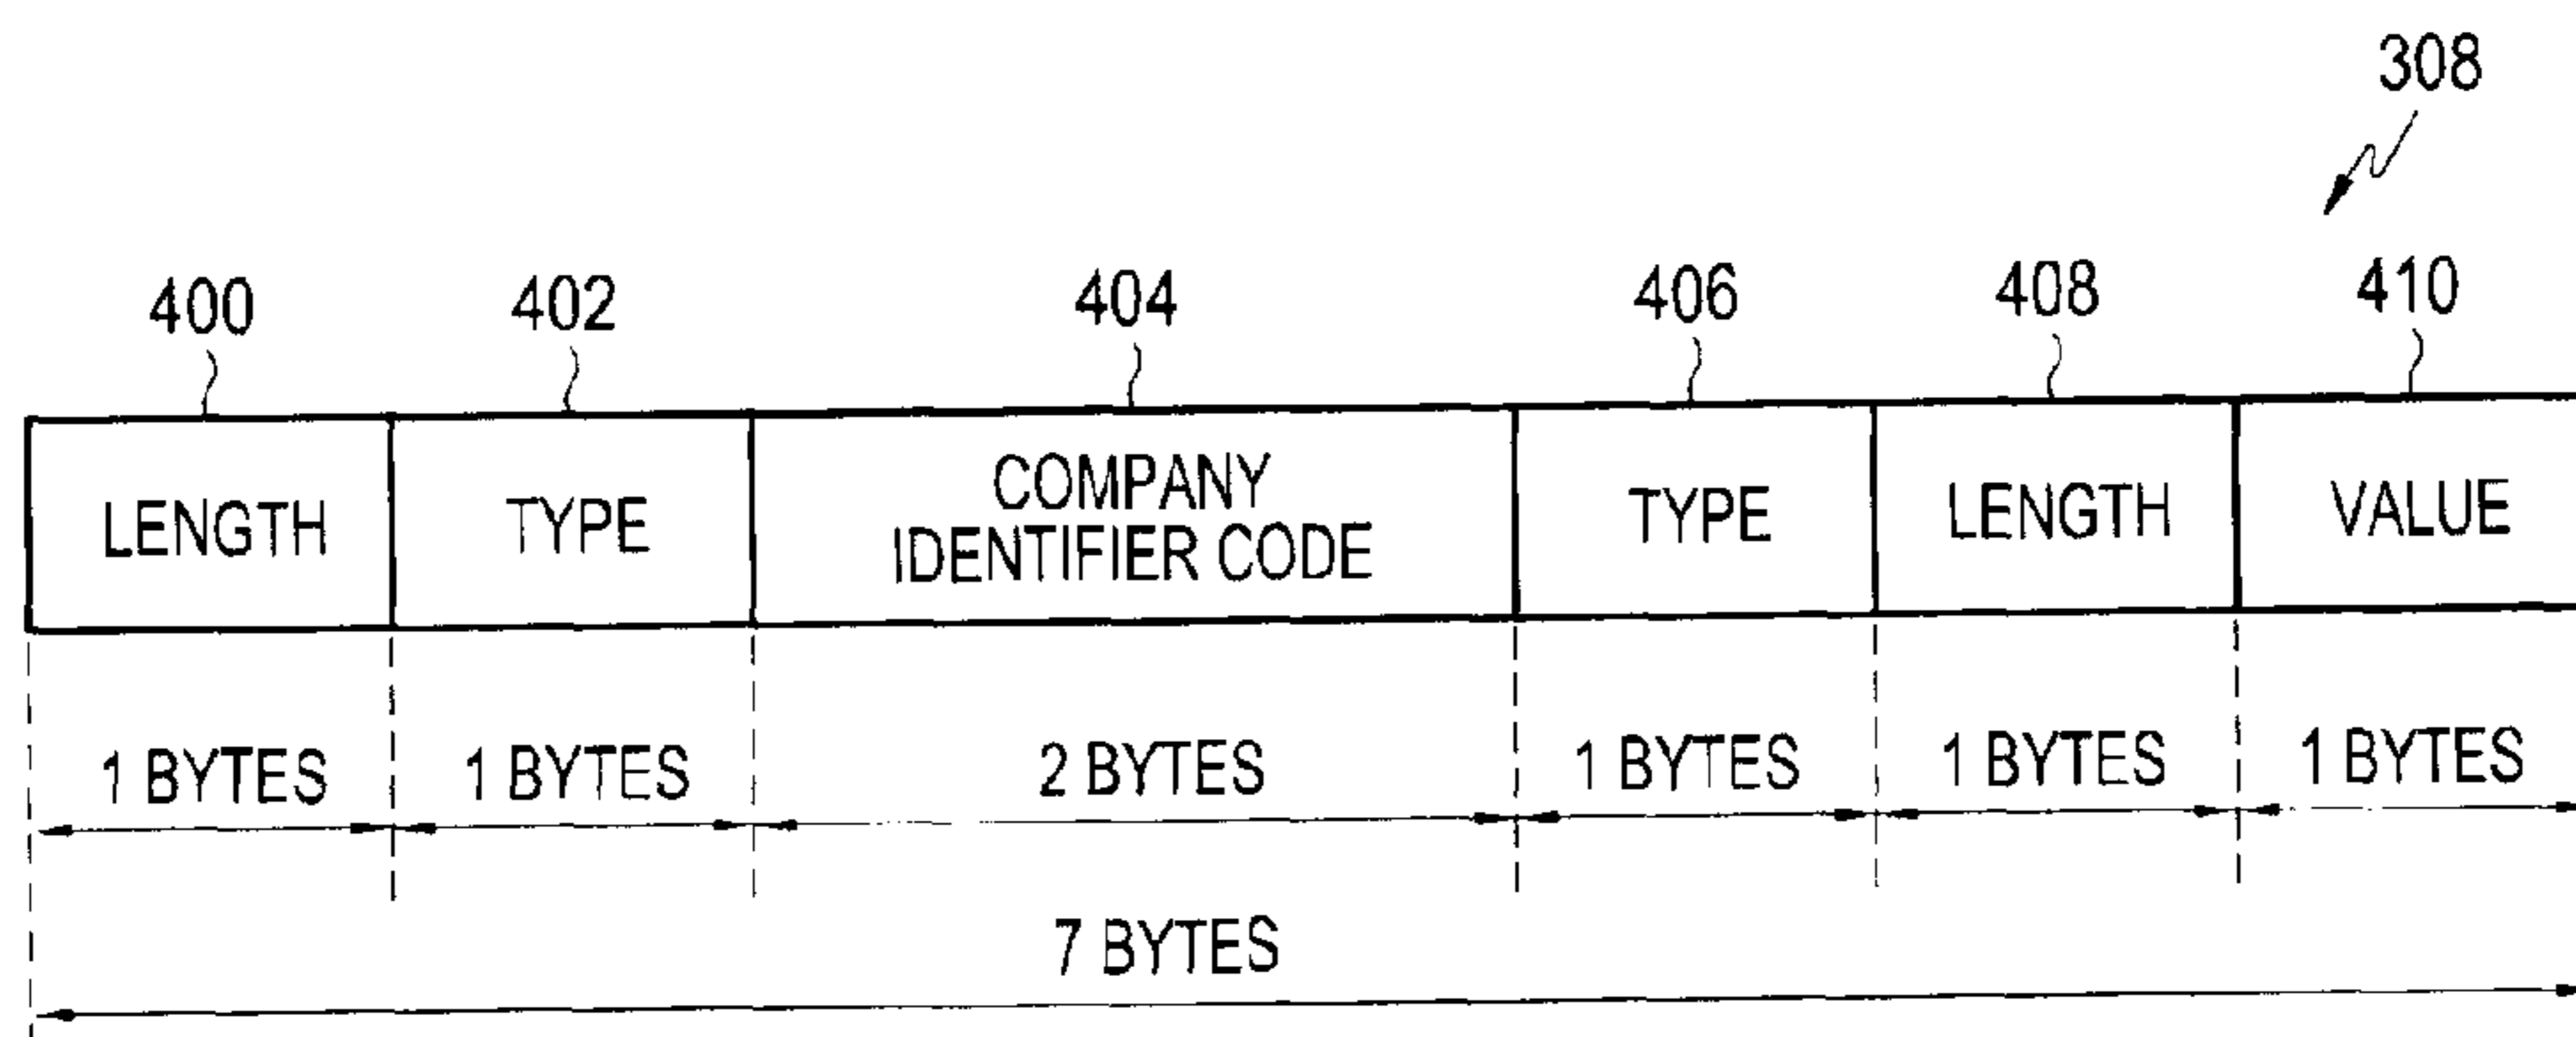 308
400
402
404
406
408
410
LENGTH
TYPE
COMPANY
IDENTIFIER CODE
TYPE
LENGTH
VALUE
1 BYTES
1 BYTES
2 BYTES
1 BYTES
1 BYTES
1 BYTES
7 BYTES